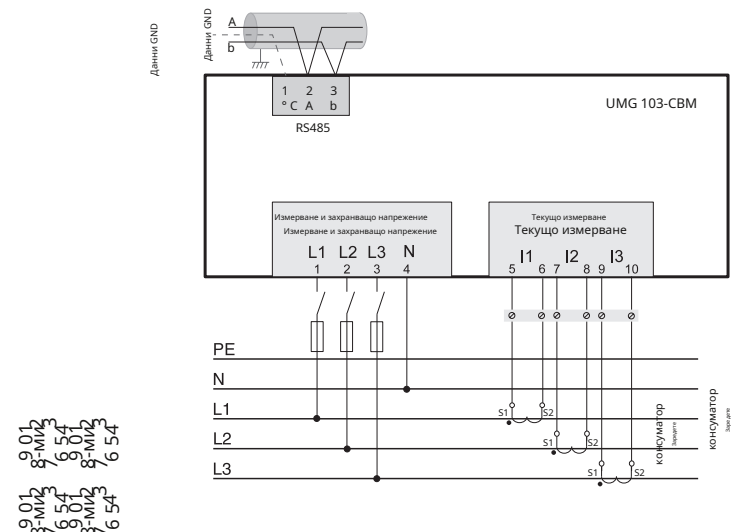 Данни GND
Данни GND
A
b
1 2 3
° C A b
RS485
UMG 103-CBM
Измерване и захранващо напрежение
Измерване и захранващо напрежение
L1 L2 L3 N
1 2 3 4
Текущо измерване
Текущо измерване
I1 I2 I3
5 6 7 8 9 10
PE
N
L1
S1 S2
L2
S1 S2
L3
S1 S2
консуматор
Заредете
консуматор
Заредете